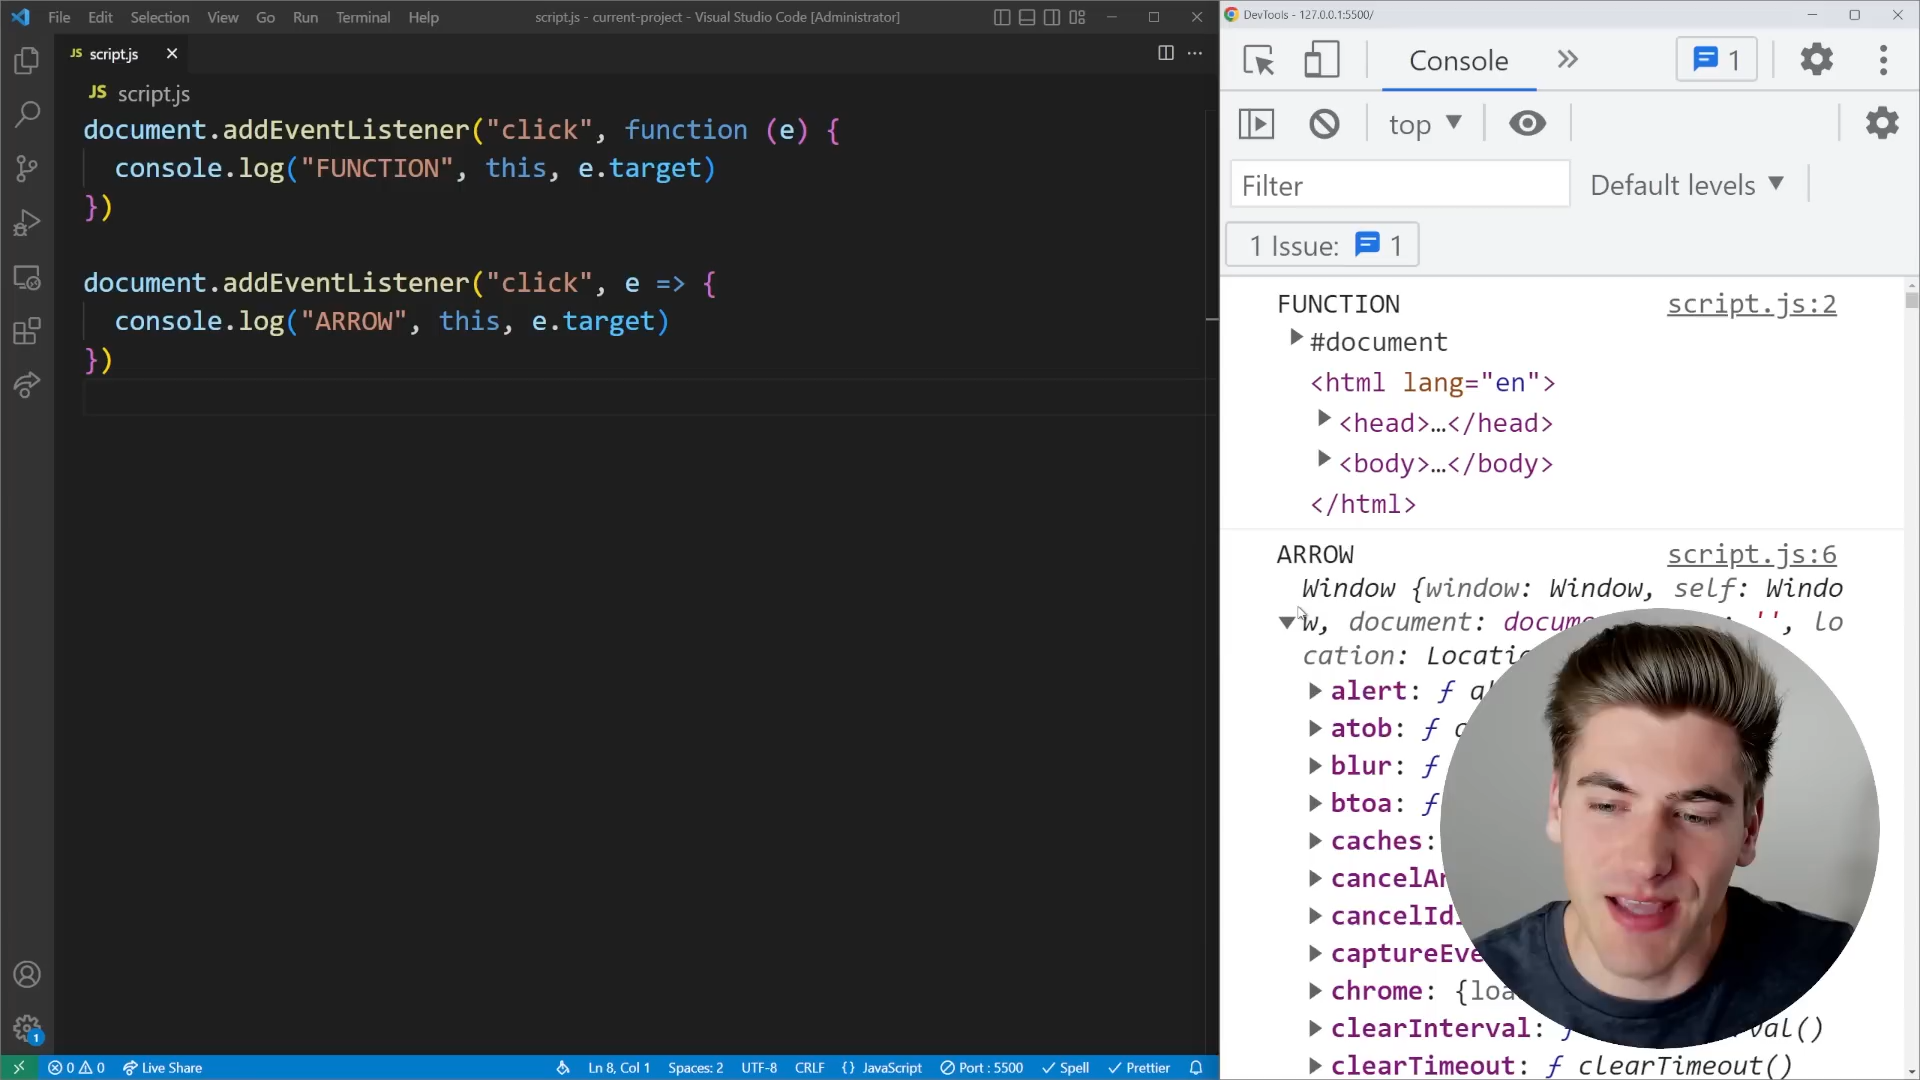 File Edit Selection View Go Run Terminal Help
script.js - current-project - Visual Studio Code [Administrator]
JS script.js
JS script.js
document.addEventListener("click", function (e) {
console.log("FUNCTION", this, e.target)
})
document.addEventListener("click", e => {
console.log("ARROW", this, e.target)
})
1
0 0 Live Share
Ln 8, Col 1 Spaces: 2 UTF-8 CRLF {} JavaScript Port : 5500 Spell Prettier
DevTools - 127.0.0.1:5500/
Console 1
top
Filter Default levels
1 Issue: 1
FUNCTION script.js:2
#document
<html lang="en">
<head>…</head>
<body>…</body>
</html>
ARROW script.js:6
Window {window: Window, self: Windo
w, document: docume '', lo
cation: Locatio
alert: ƒ
atob: ƒ
blur: ƒ
btoa: ƒ
caches:
cancelAn
cancelIdl
captureEve
chrome: {loa
clearInterval: ƒ val()
clearTimeout: ƒ clearTimeout()